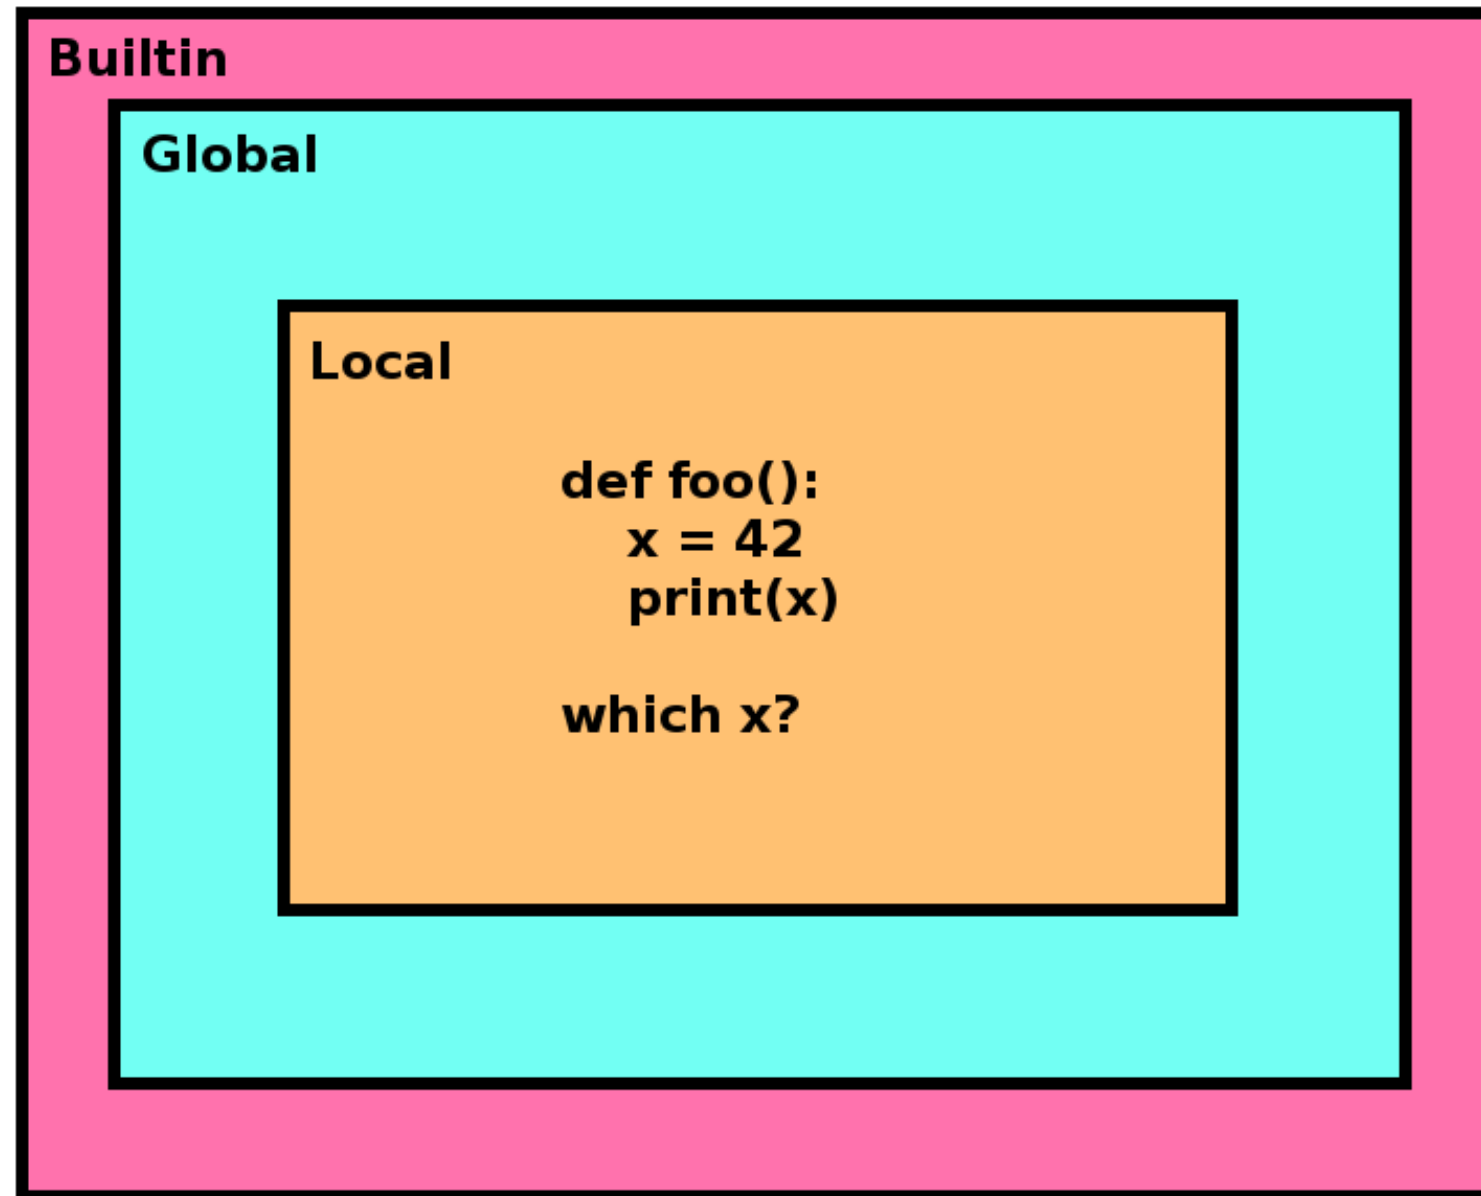 Builtin
Global
Local
def foo():
    x = 42
    print(x)
which x?